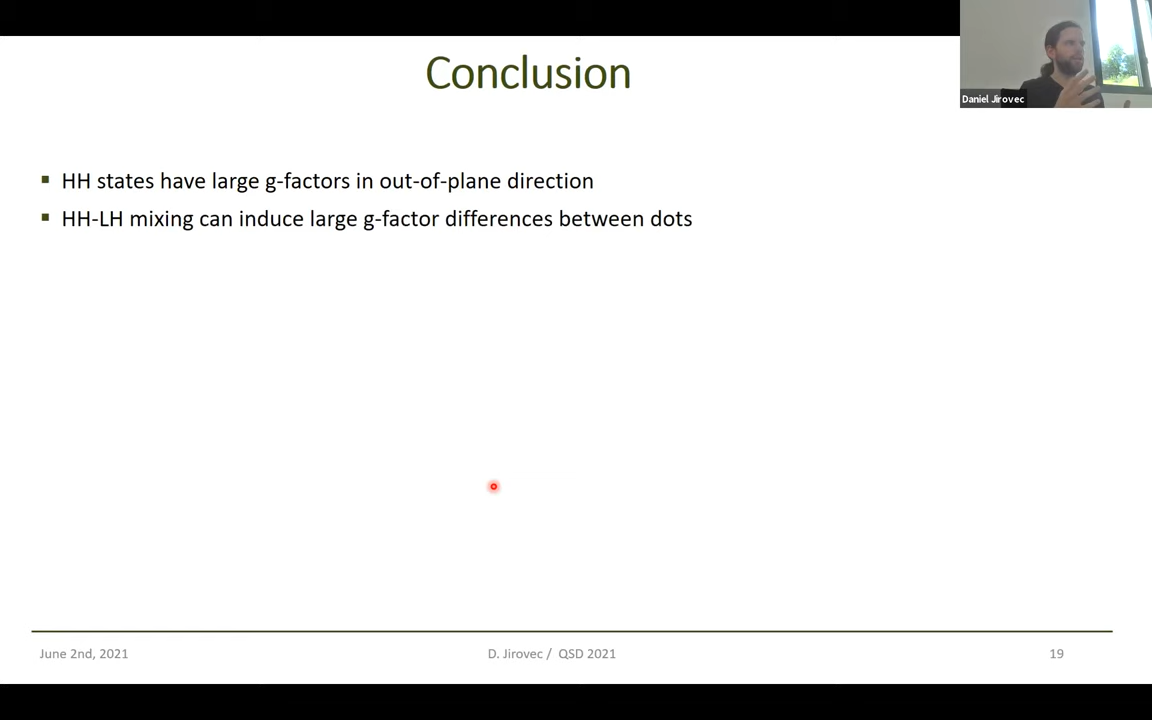 Conclusion
Daniel Jirovec
HH states have large g-factors in out-of-plane direction
HH-LH mixing can induce large g-factor differences between dots
June 2nd, 2021
D. Jirovec / QSD 2021
19